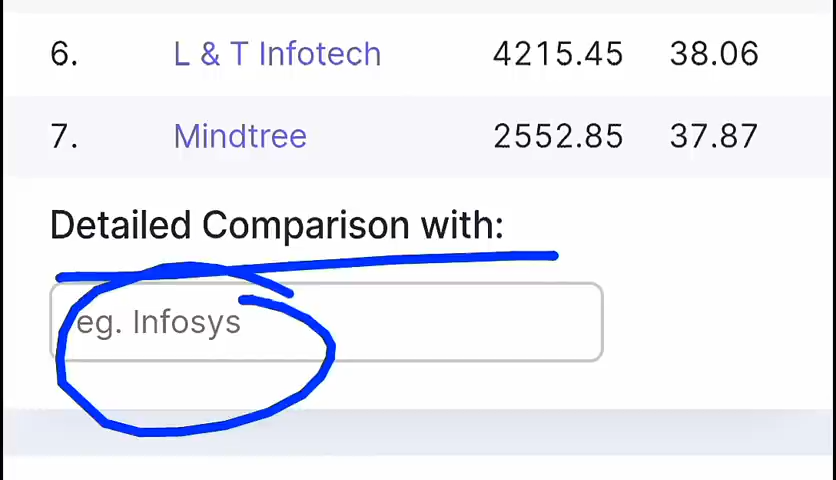 6. L & T Infotech 4215.45 38.06
7. Mindtree 2552.85 37.87
Detailed Comparison with:
eg. Infosys